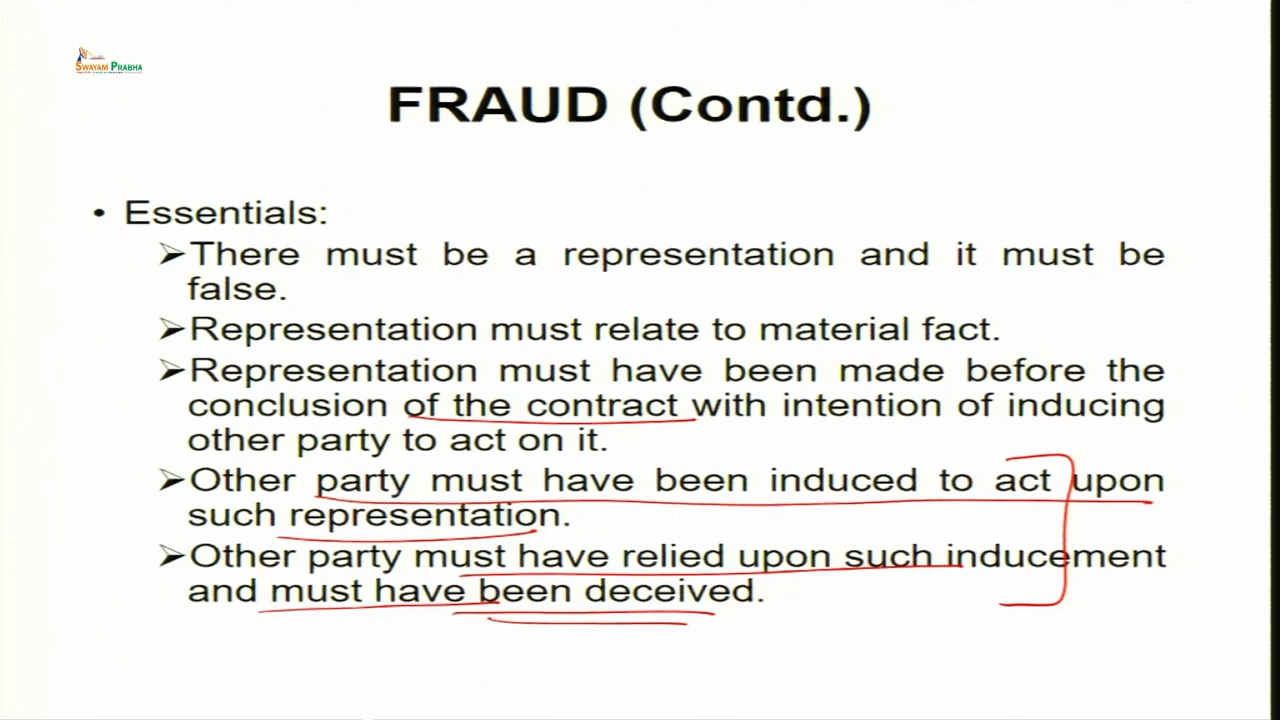 SWAYAM PRABHA
FRAUD (Contd.)
• Essentials:
➢There must be a representation and it must be
false.
➢Representation must relate to material fact.
➢Representation must have been made before the
conclusion of the contract with intention of inducing
other party to act on it.
➢Other party must have been induced to act upon
such representation.
➢Other party must have relied upon such inducement
and must have been deceived.